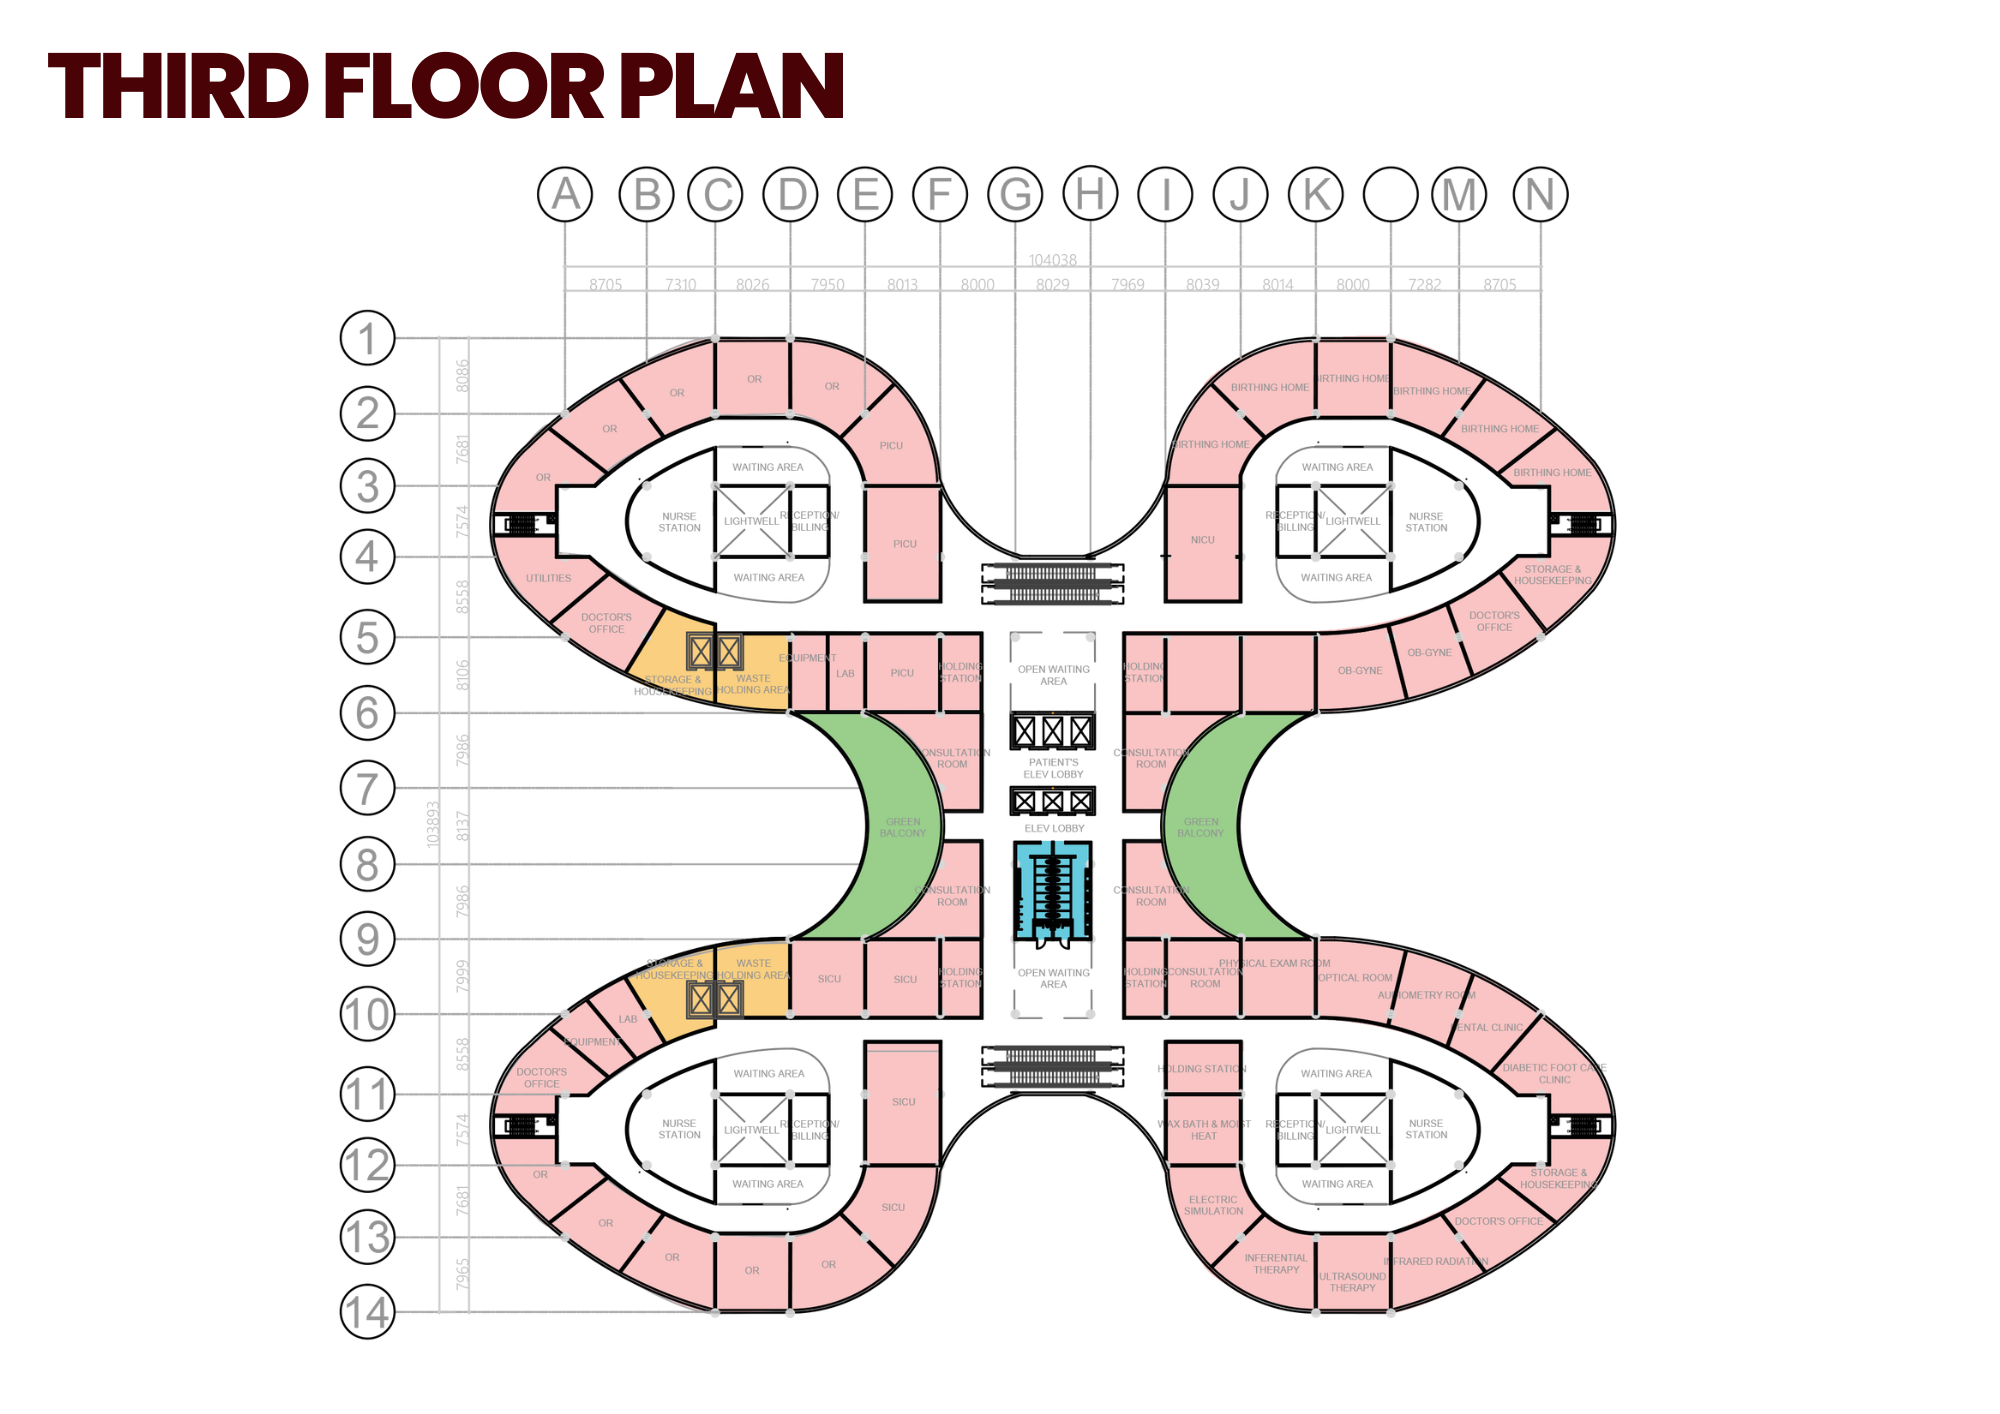 THIRD FLOOR PLAN
A B C D E F G H I J K M N
104038
8705 7310 8026 7950 8013 8000 8029 7969 8039 8014 8000 7282 8705
1
2
3
4
5
6
7
8
9
10
11
12
13
14
103893
8086
7681
7574
8558
8106
7986
8137
7986
7999
8558
7574
7681
7965
OR
OR
OR
OR
OR
PICU
PICU
WAITING AREA
NURSE
STATION
LIGHTWELL
RECEPTION/
BILLING
WAITING AREA
UTILITIES
DOCTOR'S
OFFICE
STORAGE &
HOUSEKEEPING
WASTE
HOLDING AREA
EQUIPMENT
LAB
PICU
HOLDING
STATION
BIRTHING HOME
BIRTHING HOME
BIRTHING HOME
BIRTHING HOME
BIRTHING HOME
BIRTHING HOME
NICU
WAITING AREA
RECEPTION/
BILLING
LIGHTWELL
NURSE
STATION
WAITING AREA
STORAGE &
HOUSEKEEPING
DOCTOR'S
OFFICE
OB-GYNE
OB-GYNE
HOLDING
STATION
OPEN WAITING
AREA
CONSULTATION
ROOM
PATIENT'S
ELEV LOBBY
CONSULTATION
ROOM
GREEN
BALCONY
ELEV LOBBY
GREEN
BALCONY
CONSULTATION
ROOM
CONSULTATION
ROOM
STORAGE &
HOUSEKEEPING
WASTE
HOLDING AREA
SICU
SICU
HOLDING
STATION
OPEN WAITING
AREA
HOLDING
STATION
CONSULTATION
ROOM
PHYSICAL EXAM ROOM
OPTICAL ROOM
AUDIOMETRY ROOM
DENTAL CLINIC
DIABETIC FOOT CARE
CLINIC
LAB
EQUIPMENT
DOCTOR'S
OFFICE
WAITING AREA
NURSE
STATION
LIGHTWELL
RECEPTION/
BILLING
WAITING AREA
SICU
SICU
OR
OR
OR
OR
OR
HOLDING STATION
WAX BATH & MOIST
HEAT
ELECTRIC
SIMULATION
INFERENTIAL
THERAPY
ULTRASOUND
THERAPY
INFRARED RADIATION
DOCTOR'S OFFICE
STORAGE &
HOUSEKEEPING
WAITING AREA
RECEPTION/
BILLING
LIGHTWELL
NURSE
STATION
WAITING AREA